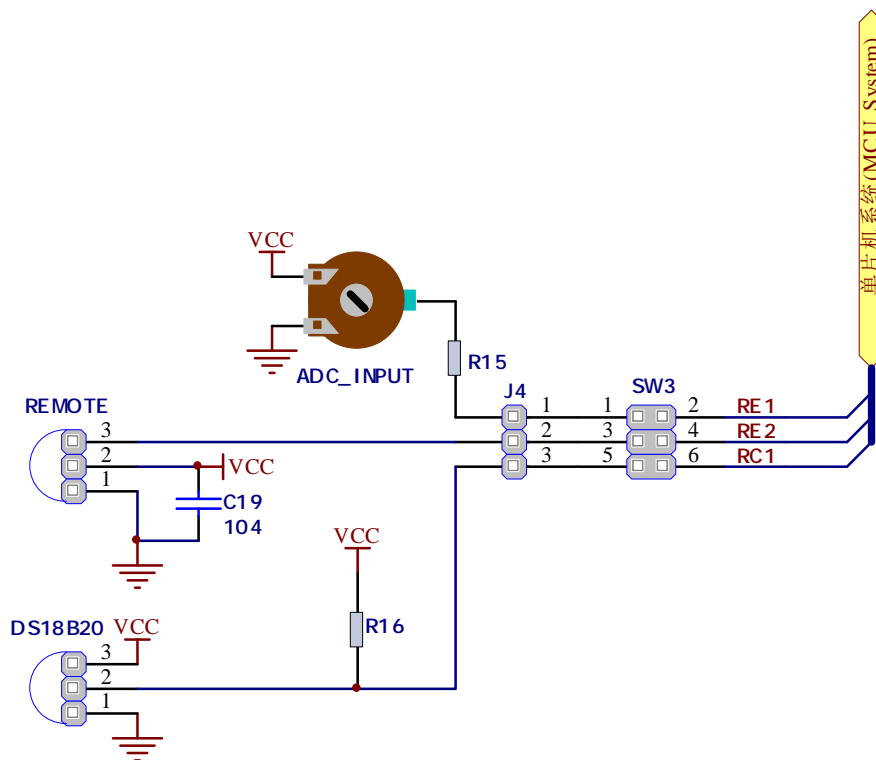 单片机系统(MCU System)
VCC
ADC_INPUT
R15
J4
SW3
1 1 2 RE1
2 3 4 RE2
3 5 6 RC1
REMOTE
3
2
1
VCC
C19
104
VCC
R16
DS18B20
VCC
3
2
1